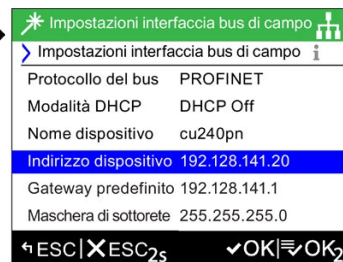 Impostazioni interfaccia bus di campo
Impostazioni interfaccia bus di campo i
Protocollo del bus PROFINET
Modalità DHCP DHCP Off
Nome dispositivo cu240pn
Indirizzo dispositivo 192.128.141.20
Gateway predefinito 192.128.141.1
Maschera di sottorete 255.255.255.0
ESC|ESC2s OK|OK2